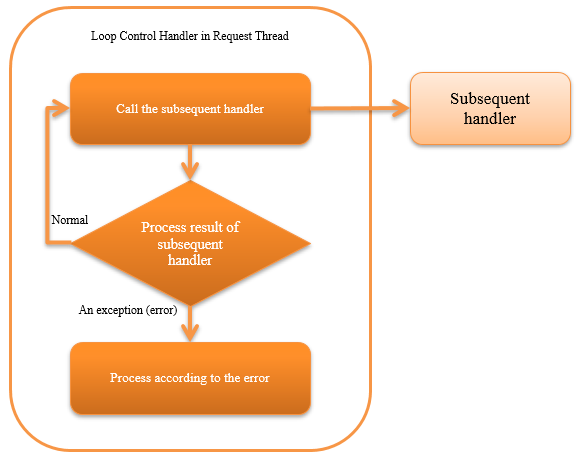 Loop Control Handler in Request Thread
Call the subsequent handler
Subsequent
handler
Normal
Process result of
subsequent
handler
An exception (error)
Process according to the error